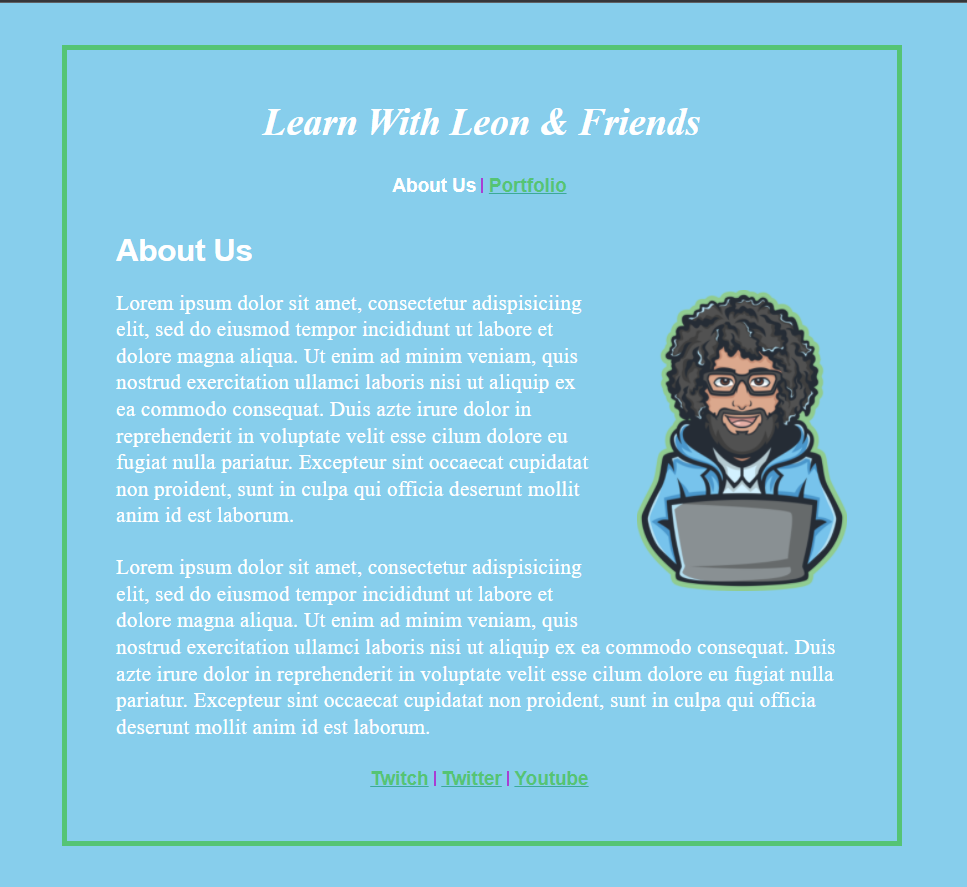 Learn With Leon & Friends
About Us | Portfolio
About Us
Lorem ipsum dolor sit amet, consectetur adispisiciing
elit, sed do eiusmod tempor incididunt ut labore et
dolore magna aliqua. Ut enim ad minim veniam, quis
nostrud exercitation ullamci laboris nisi ut aliquip ex
ea commodo consequat. Duis azte irure dolor in
reprehenderit in voluptate velit esse cilum dolore eu
fugiat nulla pariatur. Excepteur sint occaecat cupidatat
non proident, sunt in culpa qui officia deserunt mollit
anim id est laborum.
Lorem ipsum dolor sit amet, consectetur adispisiciing
elit, sed do eiusmod tempor incididunt ut labore et
dolore magna aliqua. Ut enim ad minim veniam, quis
nostrud exercitation ullamci laboris nisi ut aliquip ex ea commodo consequat. Duis
azte irure dolor in reprehenderit in voluptate velit esse cilum dolore eu fugiat nulla
pariatur. Excepteur sint occaecat cupidatat non proident, sunt in culpa qui officia
deserunt mollit anim id est laborum.
Twitch | Twitter | Youtube